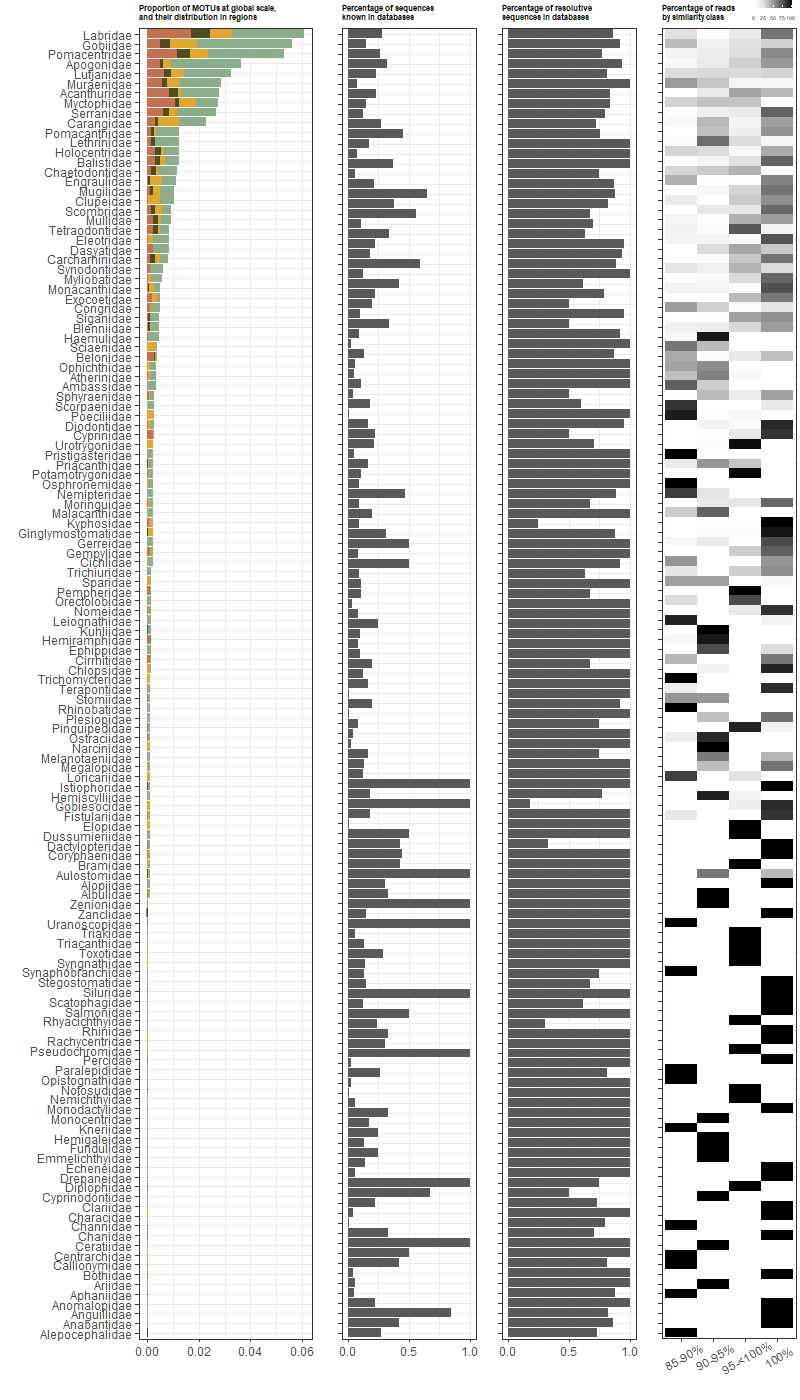 Proportion of MOTUs at global scale,
and their distribution in regions
Percentage of sequences
known in databases
Percentage of resolutive
sequences in databases
Percentage of reads
by similarity class
0 25 50 75 100
Labridae
Gobiidae
Pomacentridae
Apogonidae
Lutjanidae
Muraenidae
Acanthuridae
Myctophidae
Serranidae
Carangidae
Pomacanthidae
Lethrinidae
Holocentridae
Balistidae
Chaetodontidae
Engraulidae
Mugilidae
Clupeidae
Scombridae
Mullidae
Tetraodontidae
Eleotridae
Dasyatidae
Carcharhinidae
Synodontidae
Myliobatidae
Monacanthidae
Exocoetidae
Congridae
Siganidae
Blenniidae
Haemulidae
Sciaenidae
Belonidae
Ophichthidae
Atherinidae
Ambassidae
Sphyraenidae
Scorpaenidae
Poeciliidae
Diodontidae
Cyprinidae
Urotrygonidae
Pristigasteridae
Priacanthidae
Potamotrygonidae
Osphronemidae
Nemipteridae
Moringuidae
Malacanthidae
Kyphosidae
Ginglymostomatidae
Gerreidae
Gempylidae
Cichlidae
Trichiuridae
Sparidae
Pempheridae
Orectolobidae
Nomeidae
Leiognathidae
Kuhliidae
Hemiramphidae
Ephippidae
Cirrhitidae
Chlopsidae
Trichomycteridae
Terapontidae
Stomiidae
Rhinobatidae
Plesiopidae
Pinguipedidae
Ostraciidae
Narcinidae
Melanotaeniidae
Megalopidae
Loricariidae
Istiophoridae
Hemiscylliidae
Gobiesocidae
Fistulariidae
Elopidae
Dussumieriidae
Dactylopteridae
Coryphaenidae
Bramidae
Aulostomidae
Alopiidae
Albulidae
Zenionidae
Zanclidae
Uranoscopidae
Triakidae
Triacanthidae
Toxotidae
Syngnathidae
Synaphobranchidae
Stegostomatidae
Siluridae
Scatophagidae
Salmonidae
Rhyacichthyidae
Rhinidae
Rachycentridae
Pseudochromidae
Percidae
Paralepididae
Opistognathidae
Notosudidae
Nemichthyidae
Monodactylidae
Monocentridae
Kneriidae
Hemigaleidae
Fundulidae
Emmelichthyidae
Echeneidae
Drepaneidae
Diplophidae
Cyprinodontidae
Clariidae
Characidae
Channidae
Chanidae
Ceratiidae
Centrarchidae
Callionymidae
Bothidae
Ariidae
Aphaniidae
Anomalopidae
Anguillidae
Anabantidae
Alepocephalidae
0.00 0.02 0.04 0.06
0.0 0.5 1.0
0.0 0.5 1.0
85-90% 90-95% 95-<100% 100%